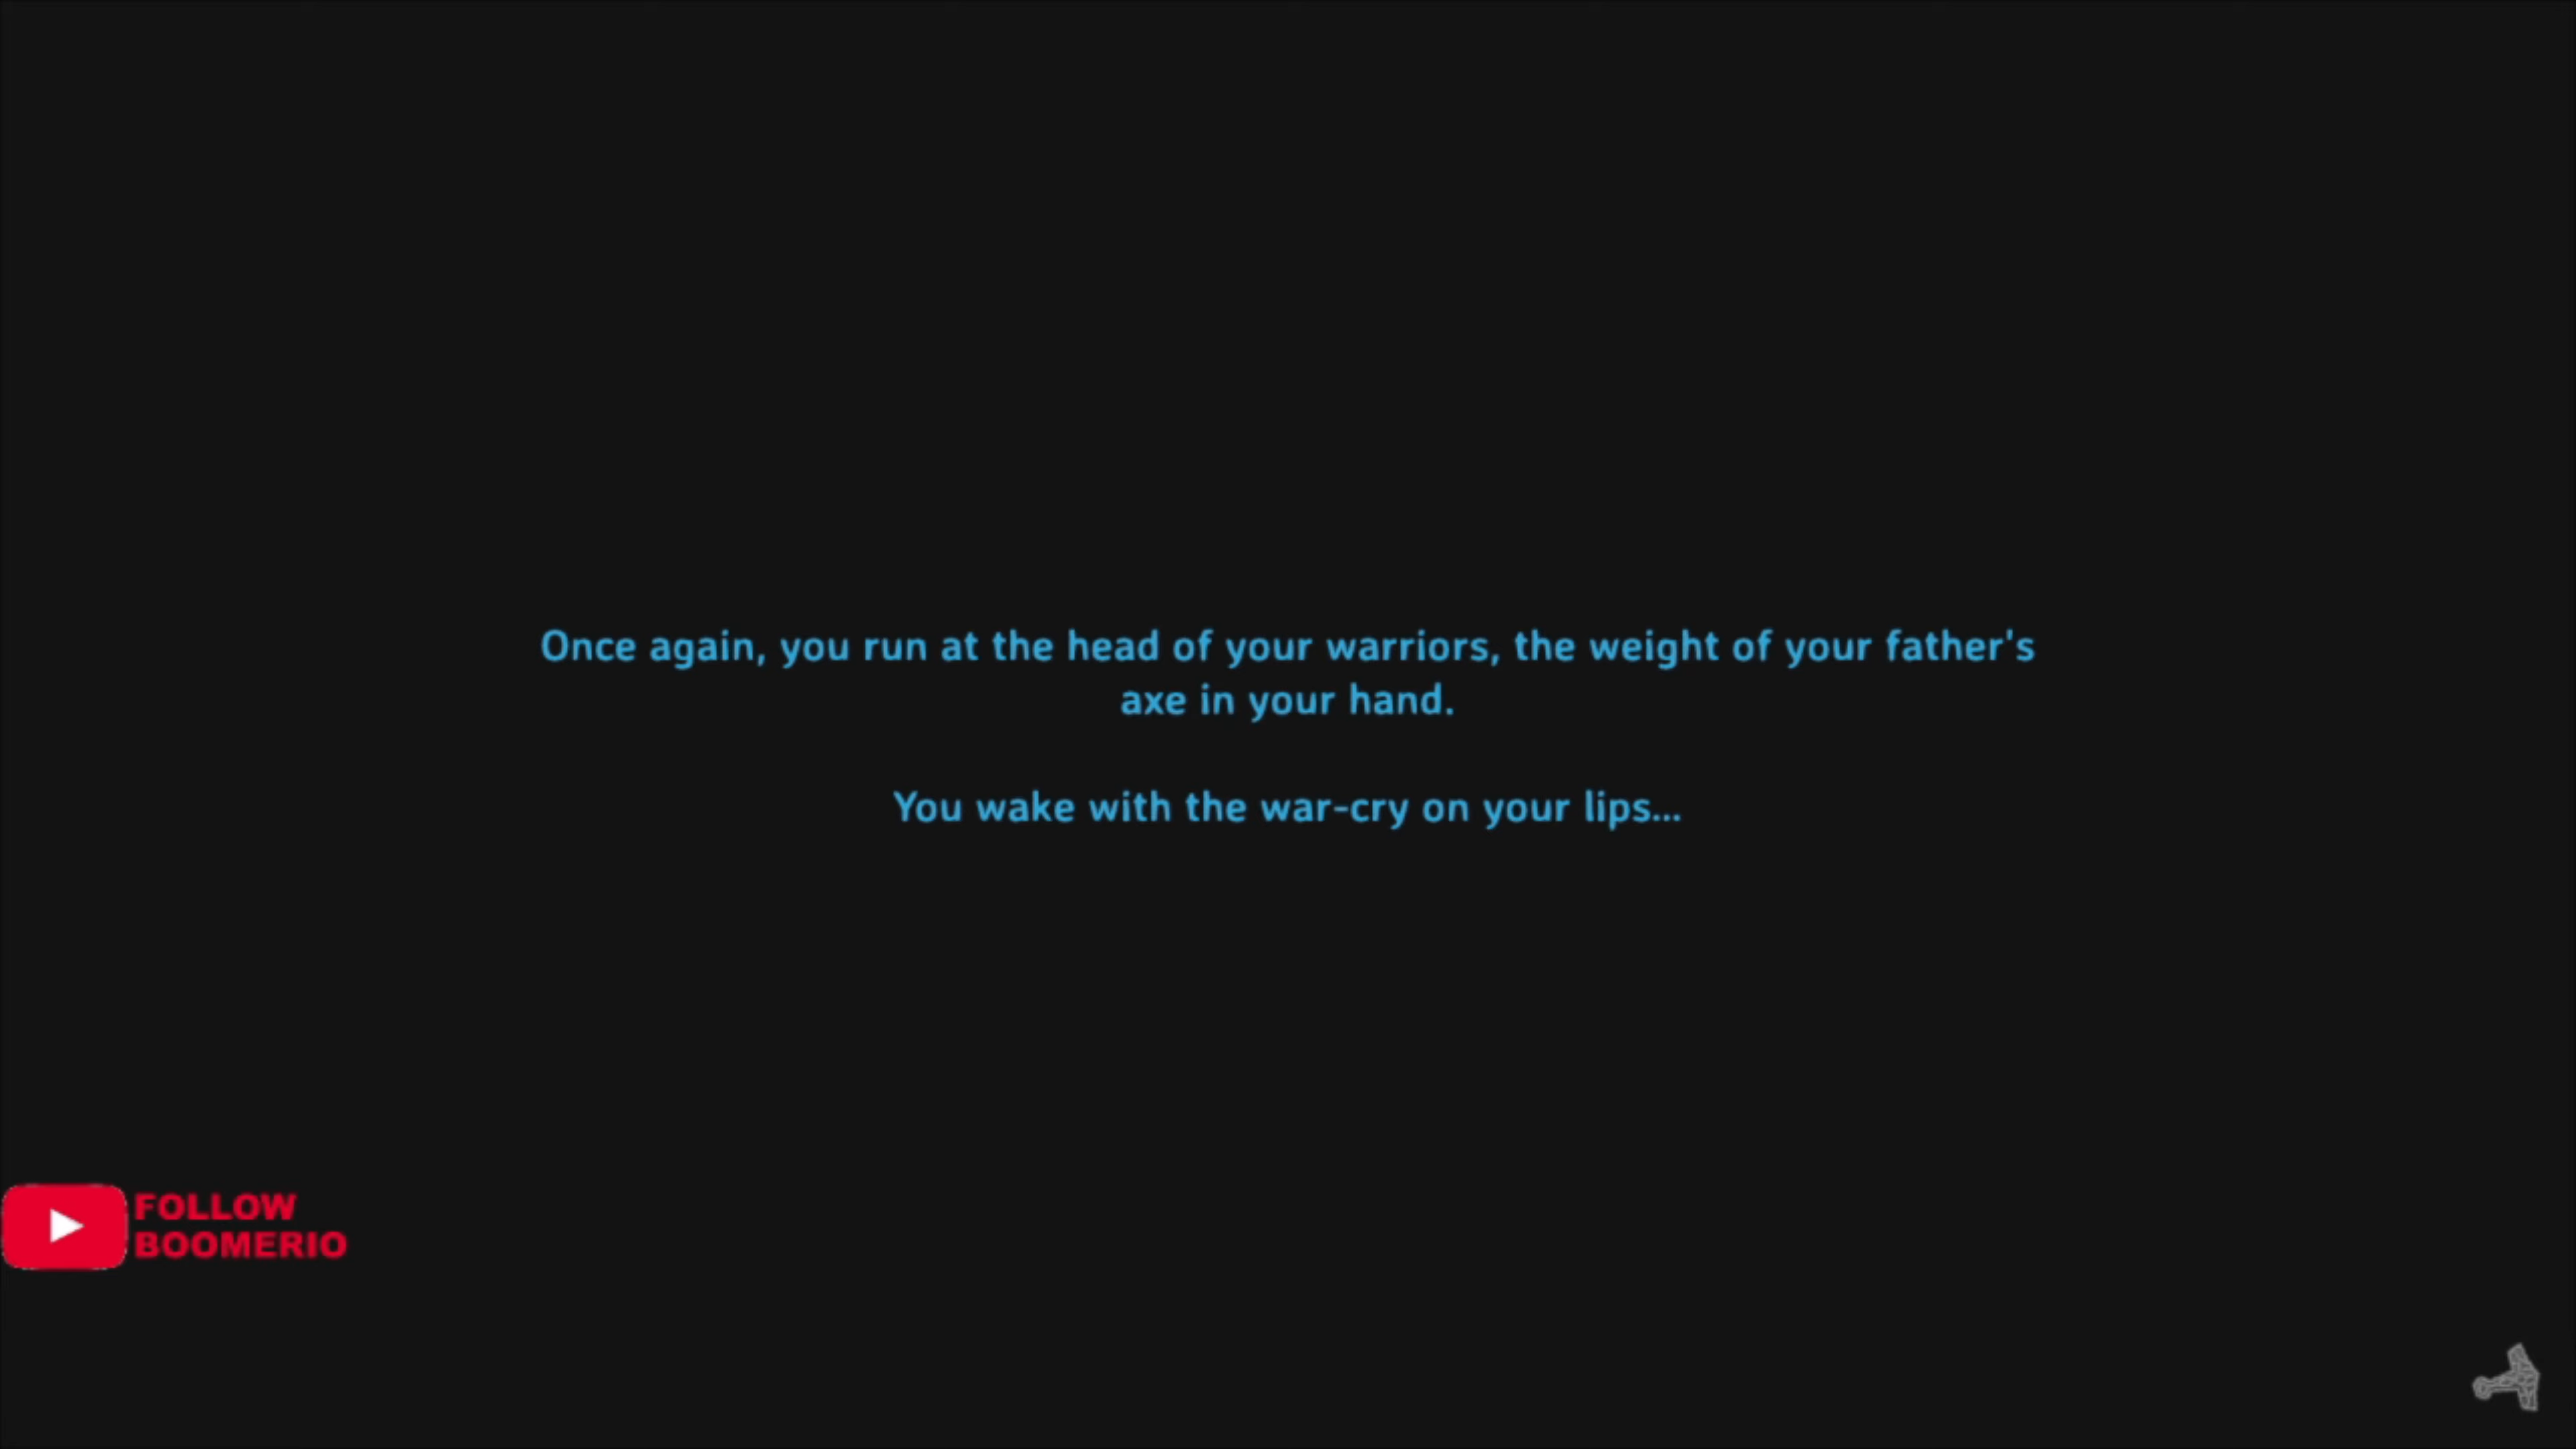 Once again, you run at the head of your warriors, the weight of your father's
axe in your hand.
You wake with the war-cry on your lips...
FOLLOW
BOOMERIO